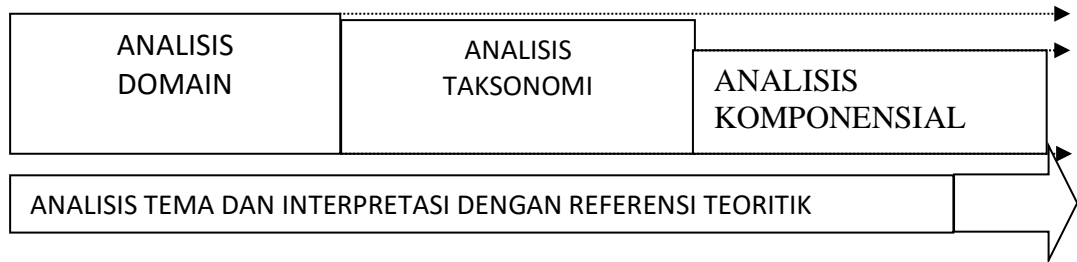 ANALISIS
DOMAIN
ANALISIS
TAKSONOMI
ANALISIS
KOMPONENSIAL
ANALISIS TEMA DAN INTERPRETASI DENGAN REFERENSI TEORITIK